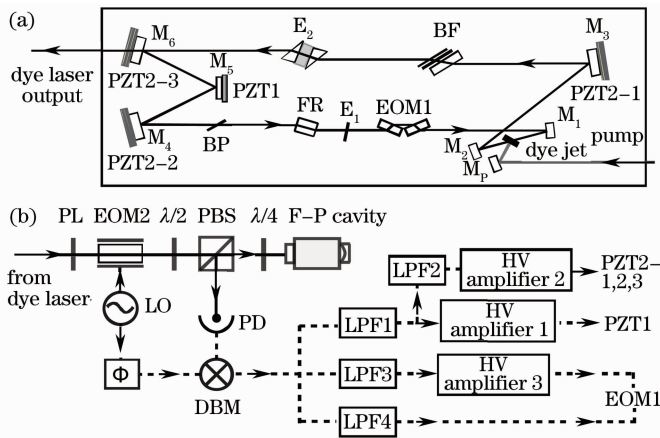 (a)
M6
E2
BF
M3
dye laser
output
PZT2-3
M5
PZT1
PZT2-1
FR
E1
EOM1
M1
M4
BP
M2
dye jet
pump
PZT2-2
MP
(b)
PL EOM2 λ/2 PBS λ/4 F-P cavity
from
dye laser
LO
PD
Φ
DBM
LPF2
HV
amplifier 2
PZT2-
1,2,3
LPF1
HV
amplifier 1
PZT1
LPF3
HV
amplifier 3
EOM1
LPF4